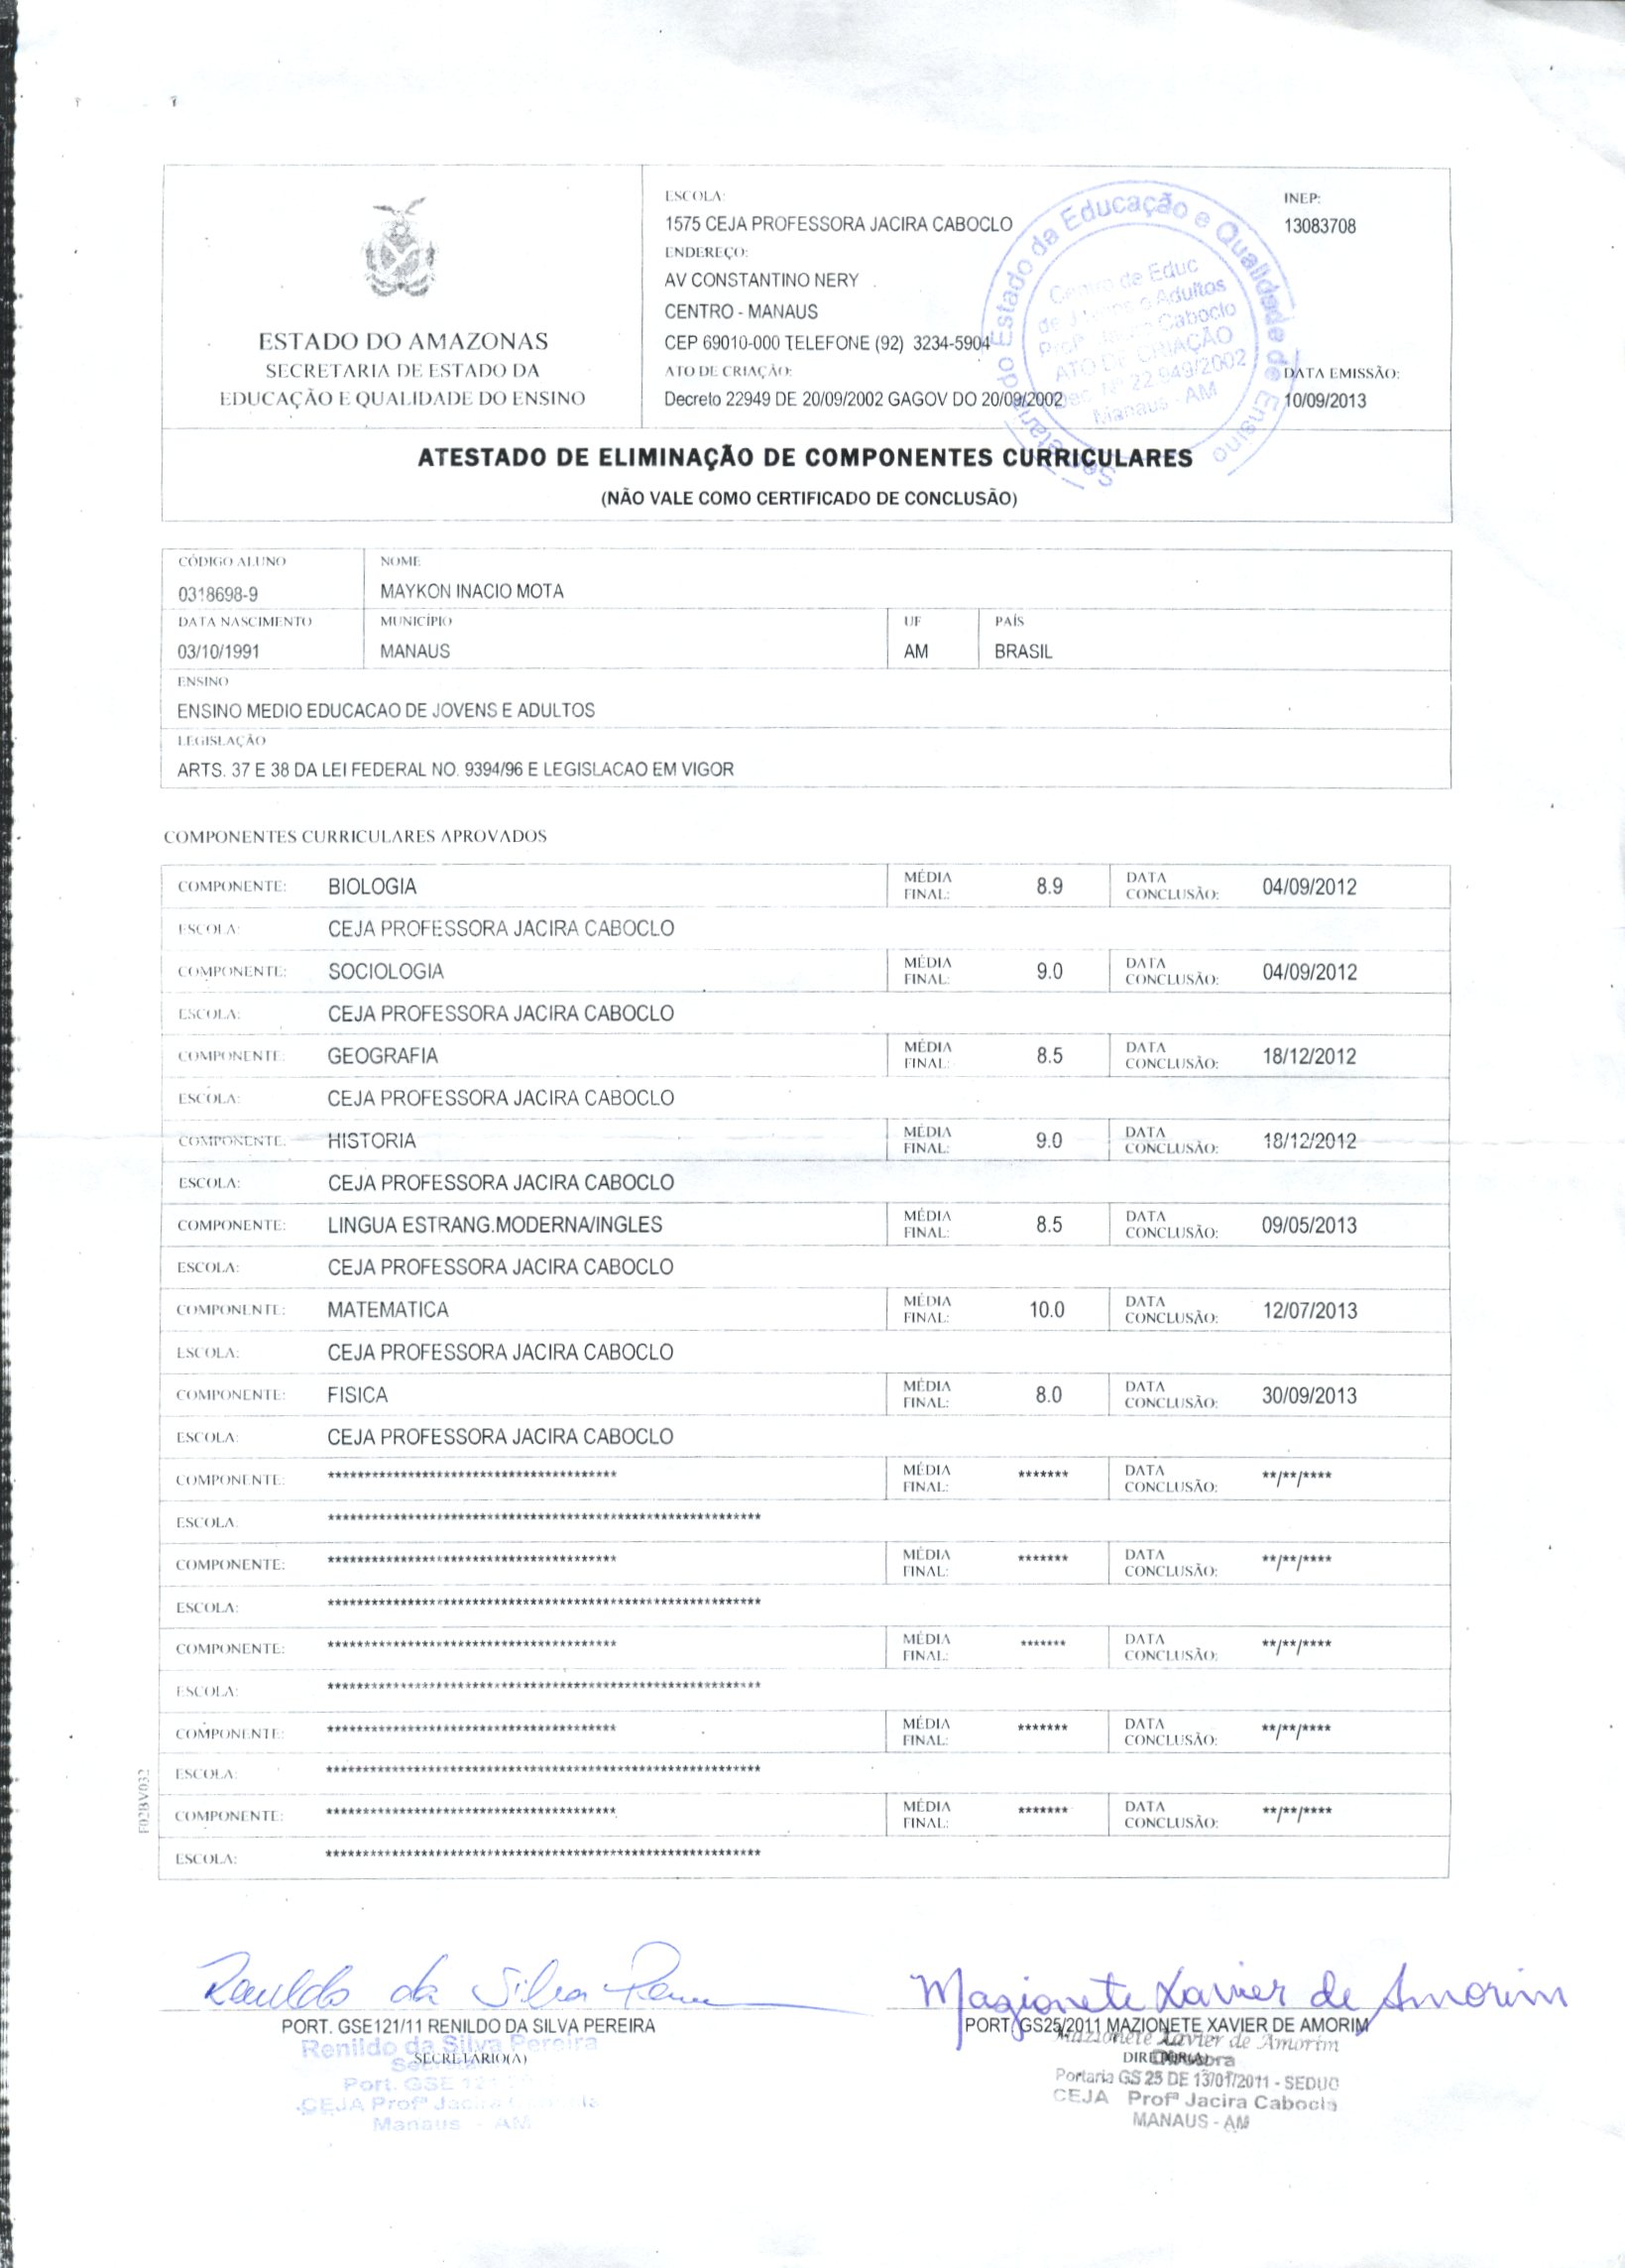 ESTADO DO AMAZONAS
SECRETARIA DE ESTADO DA
EDUCAÇÃO E QUALIDADE DO ENSINO
ESCOLA:
1575 CEJA PROFESSORA JACIRA CABOCLO
ENDEREÇO:
AV CONSTANTINO NERY
CENTRO - MANAUS
CEP 69010-000 TELEFONE (92) 3234-5904
ATO DE CRIAÇÃO:
Decreto 22949 DE 20/09/2002 GAGOV DO 20/09/2002
INEP:
13083708
DATA EMISSÃO:
10/09/2013
Secretaria do Estado da Educação e Qualidade de Ensino
Centro de Educ
de Jovens e Adultos
Profª Jacira Caboclo
ATO DE CRIAÇÃO
Dec. Nº 22.949/2002
Manaus - AM
ATESTADO DE ELIMINAÇÃO DE COMPONENTES CURRICULARES
(NÃO VALE COMO CERTIFICADO DE CONCLUSÃO)
CÓDIGO ALUNO NOME
0318698-9 MAYKON INACIO MOTA
DATA NASCIMENTO MUNICÍPIO UF PAÍS
03/10/1991 MANAUS AM BRASIL
ENSINO
ENSINO MEDIO EDUCACAO DE JOVENS E ADULTOS
LEGISLAÇÃO
ARTS. 37 E 38 DA LEI FEDERAL NO. 9394/96 E LEGISLACAO EM VIGOR
COMPONENTES CURRICULARES APROVADOS
COMPONENTE: BIOLOGIA MÉDIA FINAL: 8.9 DATA CONCLUSÃO: 04/09/2012
ESCOLA: CEJA PROFESSORA JACIRA CABOCLO
COMPONENTE: SOCIOLOGIA MÉDIA FINAL: 9.0 DATA CONCLUSÃO: 04/09/2012
ESCOLA: CEJA PROFESSORA JACIRA CABOCLO
COMPONENTE: GEOGRAFIA MÉDIA FINAL: 8.5 DATA CONCLUSÃO: 18/12/2012
ESCOLA: CEJA PROFESSORA JACIRA CABOCLO
COMPONENTE: HISTORIA MÉDIA FINAL: 9.0 DATA CONCLUSÃO: 18/12/2012
ESCOLA: CEJA PROFESSORA JACIRA CABOCLO
COMPONENTE: LINGUA ESTRANG.MODERNA/INGLES MÉDIA FINAL: 8.5 DATA CONCLUSÃO: 09/05/2013
ESCOLA: CEJA PROFESSORA JACIRA CABOCLO
COMPONENTE: MATEMATICA MÉDIA FINAL: 10.0 DATA CONCLUSÃO: 12/07/2013
ESCOLA: CEJA PROFESSORA JACIRA CABOCLO
COMPONENTE: FISICA MÉDIA FINAL: 8.0 DATA CONCLUSÃO: 30/09/2013
ESCOLA: CEJA PROFESSORA JACIRA CABOCLO
COMPONENTE: *************************************** MÉDIA FINAL: ******* DATA CONCLUSÃO: **/**/****
ESCOLA: **********************************************************
COMPONENTE: *************************************** MÉDIA FINAL: ******* DATA CONCLUSÃO: **/**/****
ESCOLA: **********************************************************
COMPONENTE: *************************************** MÉDIA FINAL: ******* DATA CONCLUSÃO: **/**/****
ESCOLA: **********************************************************
COMPONENTE: *************************************** MÉDIA FINAL: ******* DATA CONCLUSÃO: **/**/****
ESCOLA: **********************************************************
COMPONENTE: *************************************** MÉDIA FINAL: ******* DATA CONCLUSÃO: **/**/****
ESCOLA: **********************************************************
F02BV032
Renildo da Silva Pereira
PORT. GSE121/11 RENILDO DA SILVA PEREIRA
Renildo da Silva Pereira
SECRETÁRIO(A)
Port. GSE 121
CEJA Profª Jacira
Manaus - AM
Mazionete Xavier de Amorim
PORT GS25/2011 MAZIONETE XAVIER DE AMORIM
Mazionete Xavier de Amorim
DIRETOR(A)
Diretora
Portaria GS 25 DE 13/01/2011 - SEDUC
CEJA Profª Jacira Caboclo
MANAUS - AM